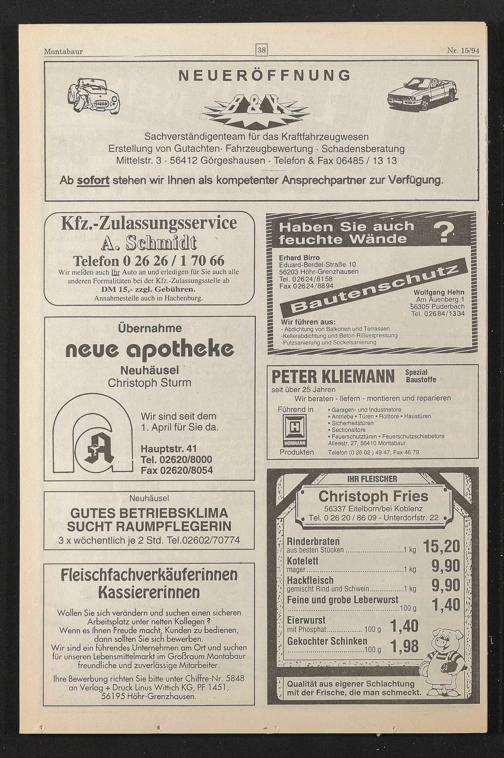 Montabaur
38
Nr. 15/94
NEUERÖFFNUNG
B & R
Sachverständigenteam für das Kraftfahrzeugwesen
Erstellung von Gutachten· Fahrzeugbewertung · Schadensberatung
Mittelstr. 3 · 56412 Görgeshausen · Telefon & Fax 06485 / 13 13
Ab sofort stehen wir Ihnen als kompetenter Ansprechpartner zur Verfügung.
Kfz.-Zulassungsservice
A. Schmidt
Telefon 0 26 26 / 1 70 66
Wir melden auch Ihr Auto an und erledigen für Sie auch alle
anderen Formalitäten bei der Kfz.-Zulassungsstelle ab
DM 15,- zzgl. Gebühren.
Annahmestelle auch in Hachenburg.
Übernahme
neue apotheke
Neuhäusel
Christoph Sturm
Wir sind seit dem
1. April für Sie da.
Hauptstr. 41
Tel. 02620/8000
Fax 02620/8054
Neuhäusel
GUTES BETRIEBSKLIMA
SUCHT RAUMPFLEGERIN
3 x wöchentlich je 2 Std. Tel.02602/70774
Fleischfachverkäuferinnen
Kassiererinnen
Wollen Sie sich verändern und suchen einen sicheren
Arbeitsplatz unter netten Kollegen ?
Wenn es Ihnen Freude macht, Kunden zu bedienen,
dann sollten Sie sich bewerben.
Wir sind ein führendes Unternehmen am Ort und suchen
für unseren Lebensmittelmarkt im Großraum Montabaur
freundliche und zuverlässige Mitarbeiter.
Ihre Bewerbung richten Sie bitte unter Chiffre-Nr. 5848
an Verlag + Druck Linus Wittich KG, PF 1451,
56195 Höhr-Grenzhausen.
Haben Sie auch
feuchte Wände ?
Erhard Birro
Eduard-Berdel-Straße 10
56203 Höhr-Grenzhausen
Tel. 02624/8158
Fax 02624/8894
Bautenschutz
Wolfgang Hehn
Am Auenberg 1
56305 Puderbach
Tel. 02684/1334
Wir führen aus:
-Abdichtung von Balkonen und Terrassen
-Kellerabdichtung und Beton-Rißverpressung
-Putzsanierung und Sockelsanierung
PETER KLIEMANN Spezial Baustoffe
seit über 25 Jahren
Wir beraten - liefern - montieren und reparieren
Führend in
HÖRMANN
Produkten
• Garagen- und Industrietore
• Antriebe • Türen • Rolltore • Haustüren
• Sicherheitstüren
• Sectionaltore
• Feuerschutztüren • Feuerschutzschiebetore
Alleestr. 27, 56410 Montabaur
Telefon (0 26 02 ) 49 47, Fax 46 79
IHR FLEISCHER
Christoph Fries
56337 Eitelborn/bei Koblenz
Tel. 0 26 20 / 86 09 - Unterdorfstr. 22
Rinderbraten
aus besten Stücken 1 kg 15,20
Kotelett
mager 1 kg 9,90
Hackfleisch
gemischt Rind und Schwein 1 kg 9,90
Feine und grobe Leberwurst
100 g 1,40
Eierwurst
mit Phosphat 100 g 1,40
Gekochter Schinken
100 g 1,98
Qualität aus eigener Schlachtung
mit der Frische, die man schmeckt.